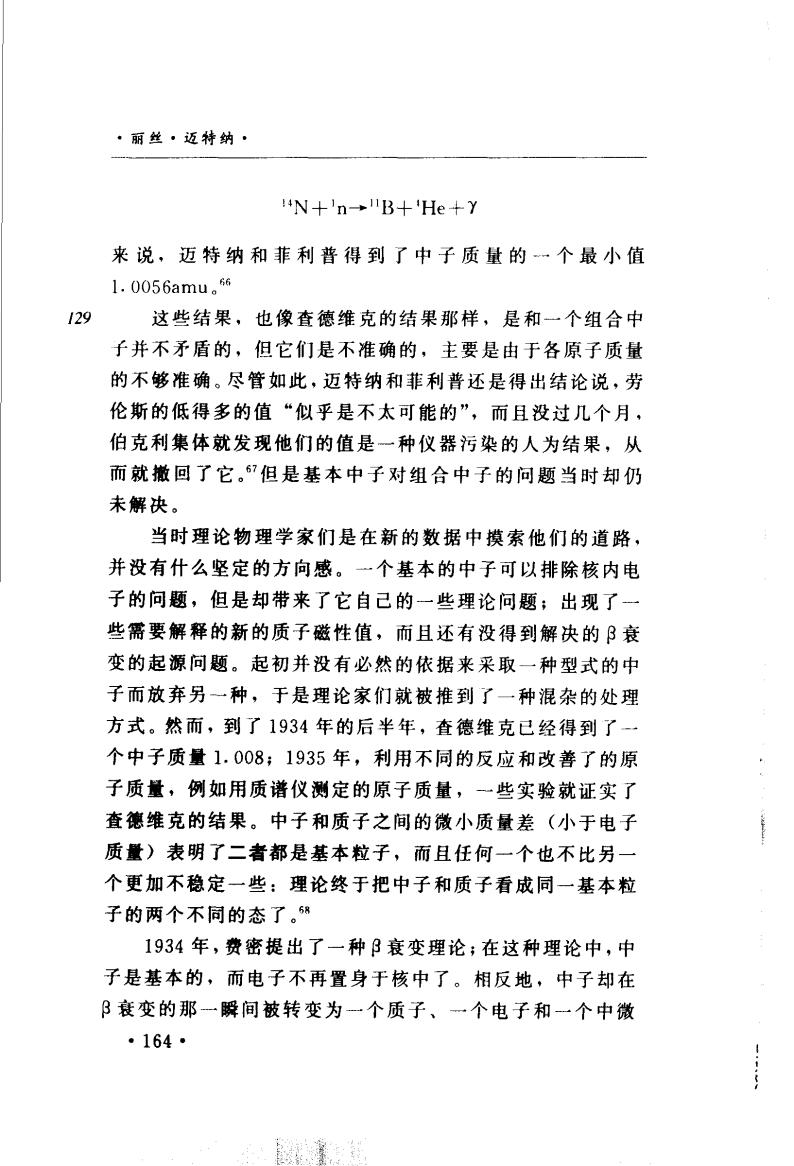 ·丽丝·迈特纳·
¹⁴N+¹n→¹¹B+⁴He+γ
来说，迈特纳和菲利普得到了中子质量的一个最小值
1.0056amu。⁶⁶
129
这些结果，也像查德维克的结果那样，是和一个组合中
子并不矛盾的，但它们是不准确的，主要是由于各原子质量
的不够准确。尽管如此，迈特纳和菲利普还是得出结论说，劳
伦斯的低得多的值“似乎是不太可能的”，而且没过几个月，
伯克利集体就发现他们的值是一种仪器污染的人为结果，从
而就撤回了它。⁶⁷但是基本中子对组合中子的问题当时却仍
未解决。
当时理论物理学家们是在新的数据中摸索他们的道路，
并没有什么坚定的方向感。一个基本的中子可以排除核内电
子的问题，但是却带来了它自己的一些理论问题；出现了一
些需要解释的新的质子磁性值，而且还有没得到解决的β衰
变的起源问题。起初并没有必然的依据来采取一种型式的中
子而放弃另一种，于是理论家们就被推到了一种混杂的处理
方式。然而，到了1934年的后半年，查德维克已经得到了一
个中子质量1.008；1935年，利用不同的反应和改善了的原
子质量，例如用质谱仪测定的原子质量，一些实验就证实了
查德维克的结果。中子和质子之间的微小质量差（小于电子
质量）表明了二者都是基本粒子，而且任何一个也不比另一
个更加不稳定一些：理论终于把中子和质子看成同一基本粒
子的两个不同的态了。⁶⁸
1934年，费密提出了一种β衰变理论；在这种理论中，中
子是基本的，而电子不再置身于核中了。相反地，中子却在
β衰变的那一瞬间被转变为一个质子、一个电子和一个中微
·164·